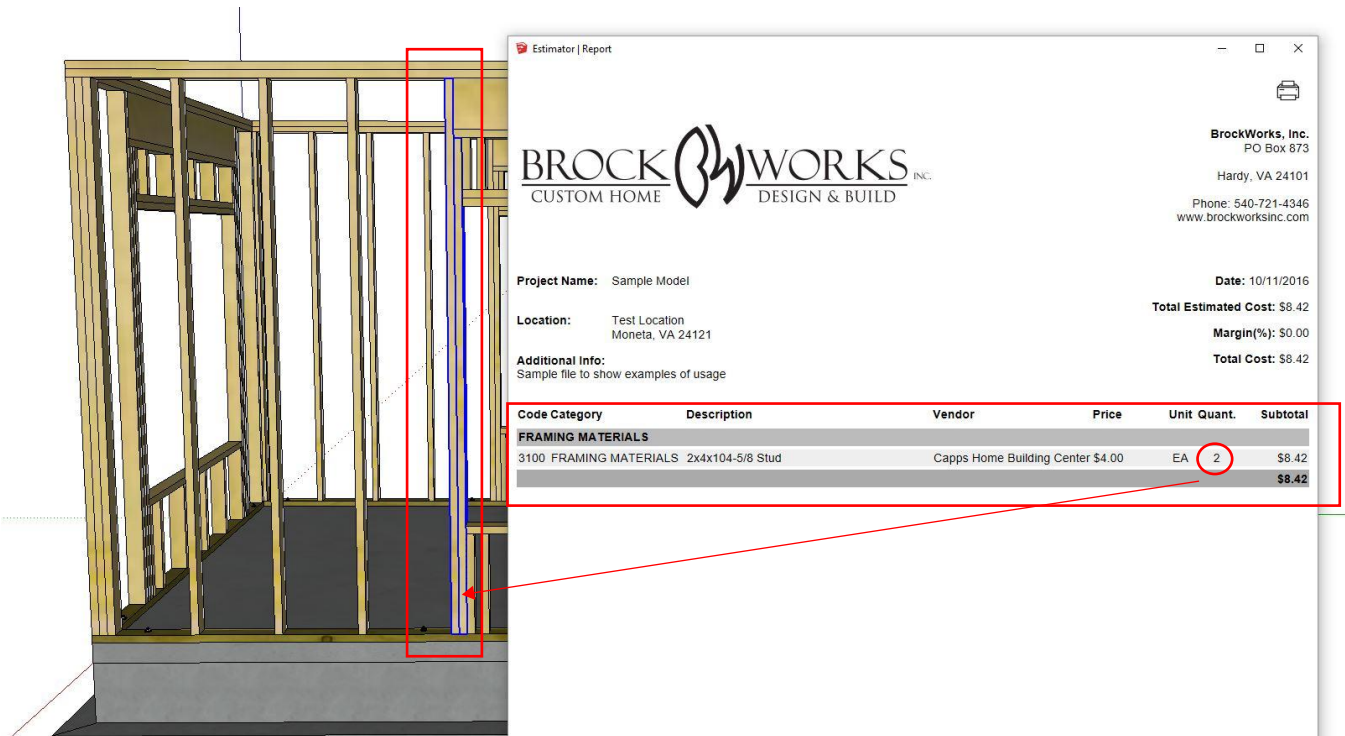 Estimator | Report
BROCK WORKS INC.
CUSTOM HOME DESIGN & BUILD
BrockWorks, Inc.
PO Box 873
Hardy, VA 24101
Phone: 540-721-4346
www.brockworksinc.com
Project Name: Sample Model
Date: 10/11/2016
Total Estimated Cost: $8.42
Location: Test Location
Moneta, VA 24121
Margin(%): $0.00
Additional Info:
Total Cost: $8.42
Sample file to show examples of usage
Code Category Description Vendor Price Unit Quant. Subtotal
FRAMING MATERIALS
3100 FRAMING MATERIALS 2x4x104-5/8 Stud Capps Home Building Center $4.00 EA 2 $8.42
$8.42